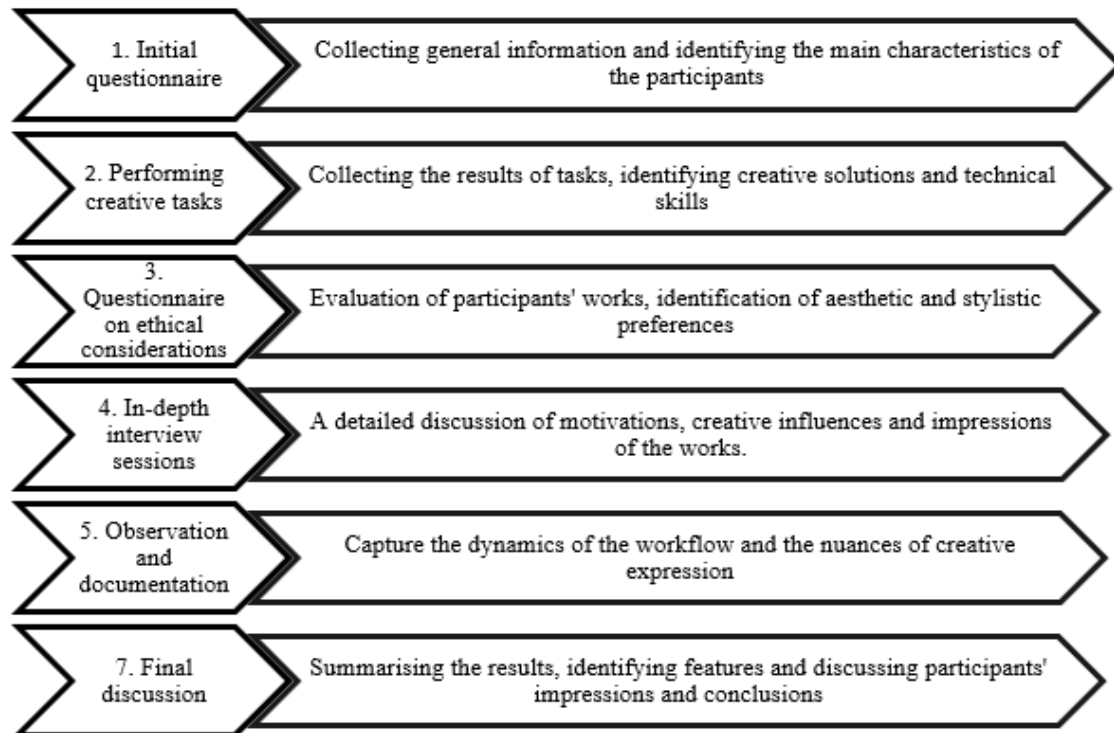 1. Initial
questionnaire
Collecting general information and identifying the main characteristics of
the participants
2. Performing
creative tasks
Collecting the results of tasks, identifying creative solutions and technical
skills
3.
Questionnaire
on ethical
considerations
Evaluation of participants' works, identification of aesthetic and stylistic
preferences
4. In-depth
interview
sessions
A detailed discussion of motivations, creative influences and impressions
of the works.
5. Observation
and
documentation
Capture the dynamics of the workflow and the nuances of creative
expression
7. Final
discussion
Summarising the results, identifying features and discussing participants'
impressions and conclusions